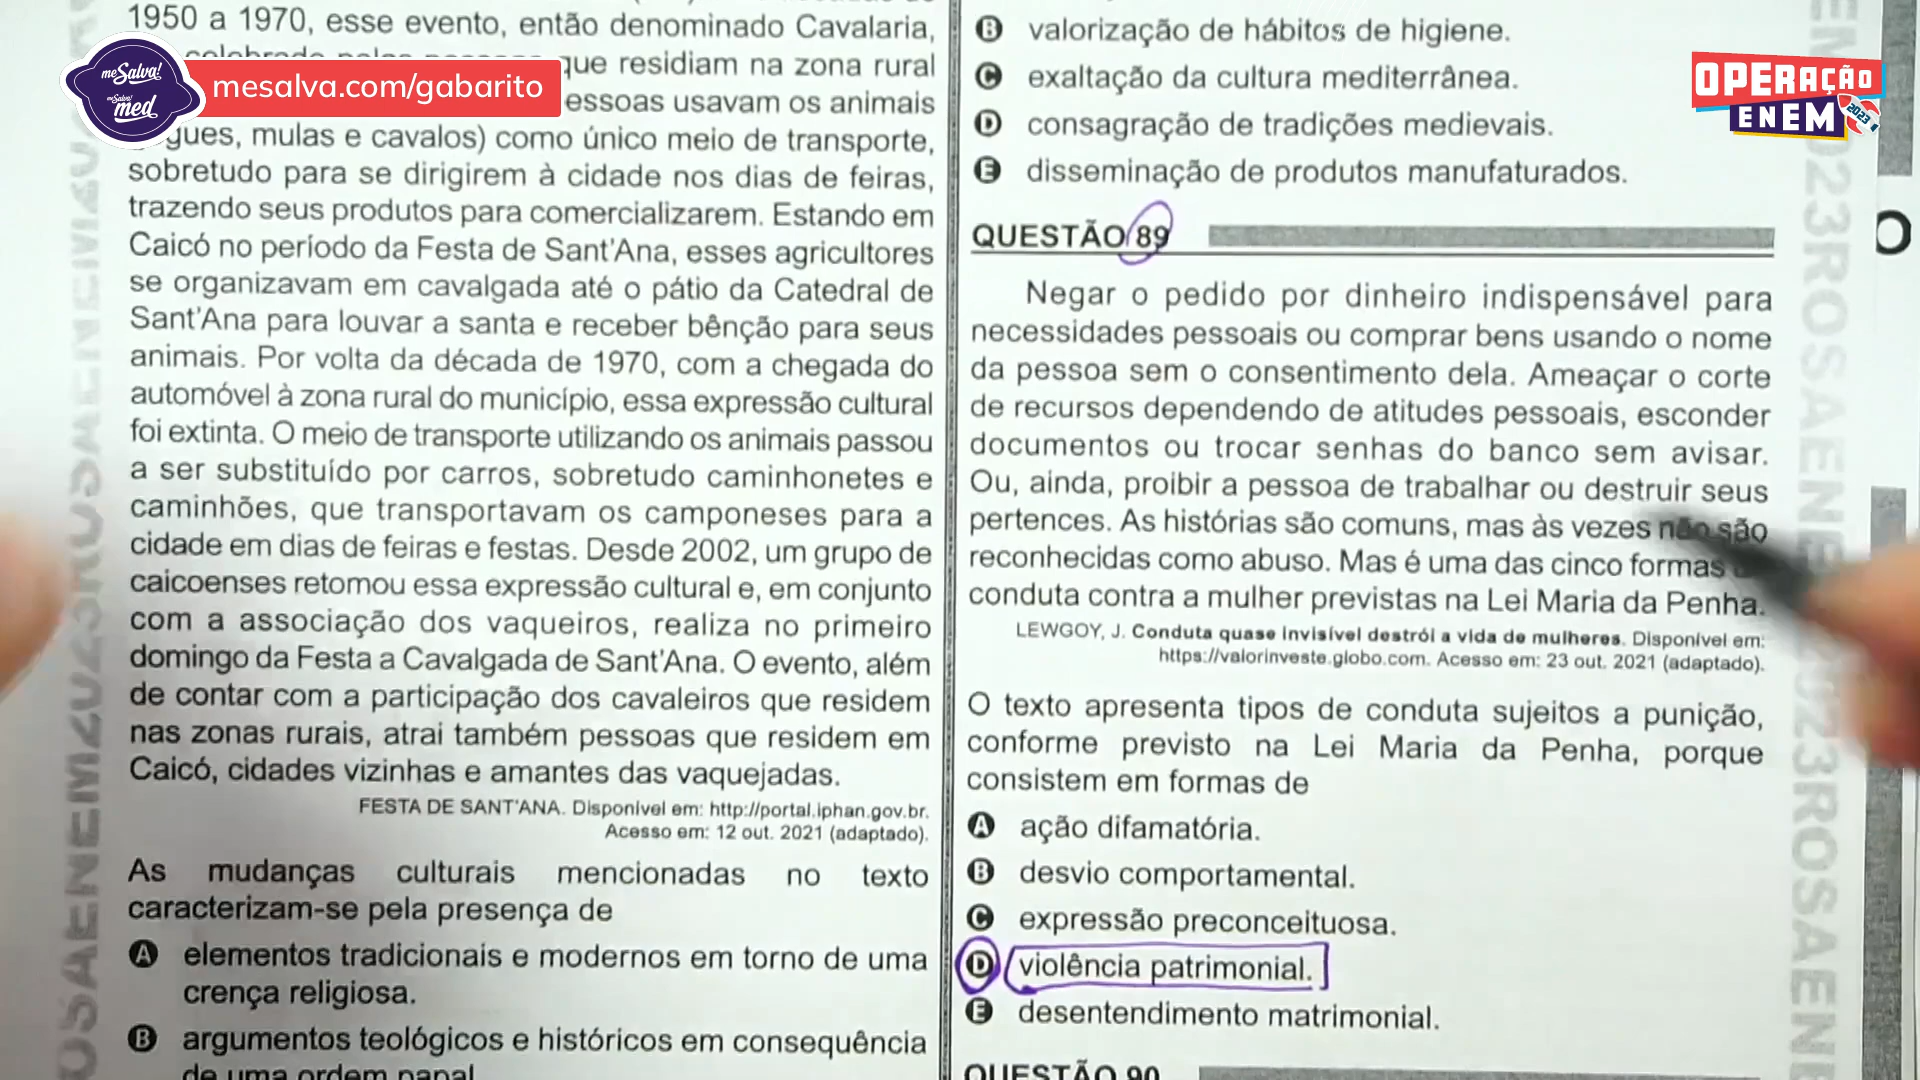 1950 a 1970, esse evento, então denominado Cavalaria,
que residiam na zona rural
essoas usavam os animais
gues, mulas e cavalos) como único meio de transporte,
sobretudo para se dirigirem à cidade nos dias de feiras,
trazendo seus produtos para comercializarem. Estando em
Caicó no período da Festa de Sant'Ana, esses agricultores
se organizavam em cavalgada até o pátio da Catedral de
Sant'Ana para louvar a santa e receber bênção para seus
animais. Por volta da década de 1970, com a chegada do
automóvel à zona rural do município, essa expressão cultural
foi extinta. O meio de transporte utilizando os animais passou
a ser substituído por carros, sobretudo caminhonetes e
caminhões, que transportavam os camponeses para a
cidade em dias de feiras e festas. Desde 2002, um grupo de
caicoenses retomou essa expressão cultural e, em conjunto
com a associação dos vaqueiros, realiza no primeiro
domingo da Festa a Cavalgada de Sant'Ana. O evento, além
de contar com a participação dos cavaleiros que residem
nas zonas rurais, atrai também pessoas que residem em
Caicó, cidades vizinhas e amantes das vaquejadas.
FESTA DE SANT'ANA. Disponível em: http://portal.iphan.gov.br.
Acesso em: 12 out. 2021 (adaptado).
As mudanças culturais mencionadas no texto
caracterizam-se pela presença de
A elementos tradicionais e modernos em torno de uma
crença religiosa.
B argumentos teológicos e históricos em consequência
de uma ordem papal
B valorização de hábitos de higiene.
C exaltação da cultura mediterrânea.
D consagração de tradições medievais.
E disseminação de produtos manufaturados.
QUESTÃO 89
Negar o pedido por dinheiro indispensável para
necessidades pessoais ou comprar bens usando o nome
da pessoa sem o consentimento dela. Ameaçar o corte
de recursos dependendo de atitudes pessoais, esconder
documentos ou trocar senhas do banco sem avisar.
Ou, ainda, proibir a pessoa de trabalhar ou destruir seus
pertences. As histórias são comuns, mas às vezes não são
reconhecidas como abuso. Mas é uma das cinco formas
conduta contra a mulher previstas na Lei Maria da Penha.
LEWGOY, J. Conduta quase invisível destrói a vida de mulheres. Disponível em:
https://valorinveste.globo.com. Acesso em: 23 out. 2021 (adaptado).
O texto apresenta tipos de conduta sujeitos a punição,
conforme previsto na Lei Maria da Penha, porque
consistem em formas de
A ação difamatória.
B desvio comportamental.
C expressão preconceituosa.
D violência patrimonial.
E desentendimento matrimonial.
QUESTÃO 90
meSalva!
meSalva!
med
mesalva.com/gabarito
OPERAÇÃO
ENEM
2023